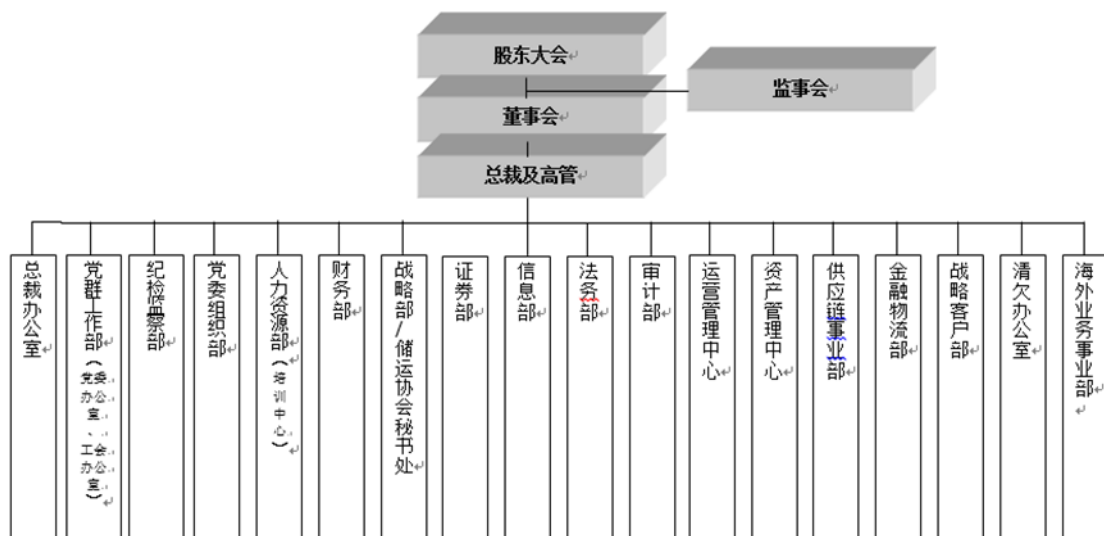 股东大会
监事会
董事会
总裁及高管
总裁办公室
党群工作部（党委办公室、工会办公室）
纪检监察部
党委组织部
人力资源部（培训中心）
财务部
战略部/储运协会秘书处
证券部
信息部
法务部
审计部
运营管理中心
资产管理中心
供应链事业部
金融物流部
战略客户部
清欠办公室
海外业务事业部